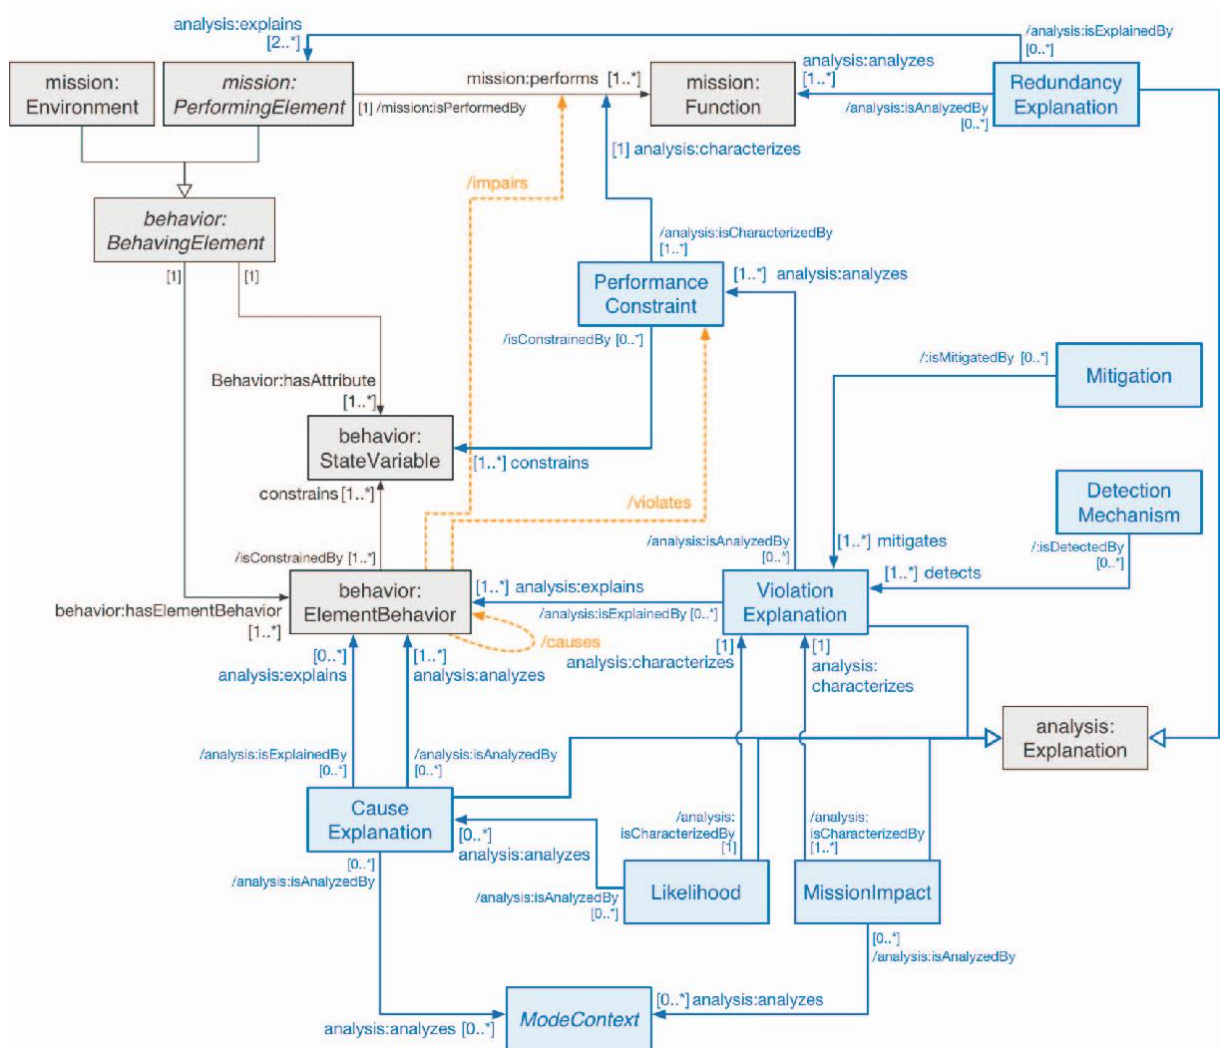 analysis:explains
[2..*]
/analysis:isExplainedBy
[0..*]
mission:
Environment
mission:
PerformingElement
mission:performs [1..*]
[1] /mission:isPerformedBy
mission:
Function
analysis:analyzes
[1..*]
/analysis:isAnalyzedBy
[0..*]
Redundancy
Explanation
[1] analysis:characterizes
/impairs
behavior:
BehavingElement
[1]
[1]
/analysis:isCharacterizedBy
[1..*]
[1..*] analysis:analyzes
Performance
Constraint
/isConstrainedBy [0..*]
/:isMitigatedBy [0..*]
Mitigation
Behavior:hasAttribute
[1..*]
behavior:
StateVariable
[1..*] constrains
constrains [1..*]
/violates
Detection
Mechanism
/analysis:isAnalyzedBy
[0..*]
[1..*] mitigates
/:isDetectedBy
[0..*]
/isConstrainedBy [1..*]
[1..*] detects
behavior:
ElementBehavior
[1..*] analysis:explains
/analysis:isExplainedBy [0..*]
Violation
Explanation
behavior:hasElementBehavior
[1..*]
/causes
[1]
analysis:characterizes
[1]
analysis:
characterizes
[0..*]
analysis:explains
[1..*]
analysis:analyzes
analysis:
Explanation
/analysis:isExplainedBy
[0..*]
/analysis:isAnalyzedBy
[0..*]
Cause
Explanation
[0..*]
analysis:analyzes
/analysis:
isCharacterizedBy
[1]
/analysis:
isCharacterizedBy
[1..*]
[0..*]
/analysis:isAnalyzedBy
/analysis:isAnalyzedBy
[0..*]
Likelihood
MissionImpact
[0..*]
/analysis:isAnalyzedBy
analysis:analyzes [0..*]
ModeContext
[0..*] analysis:analyzes